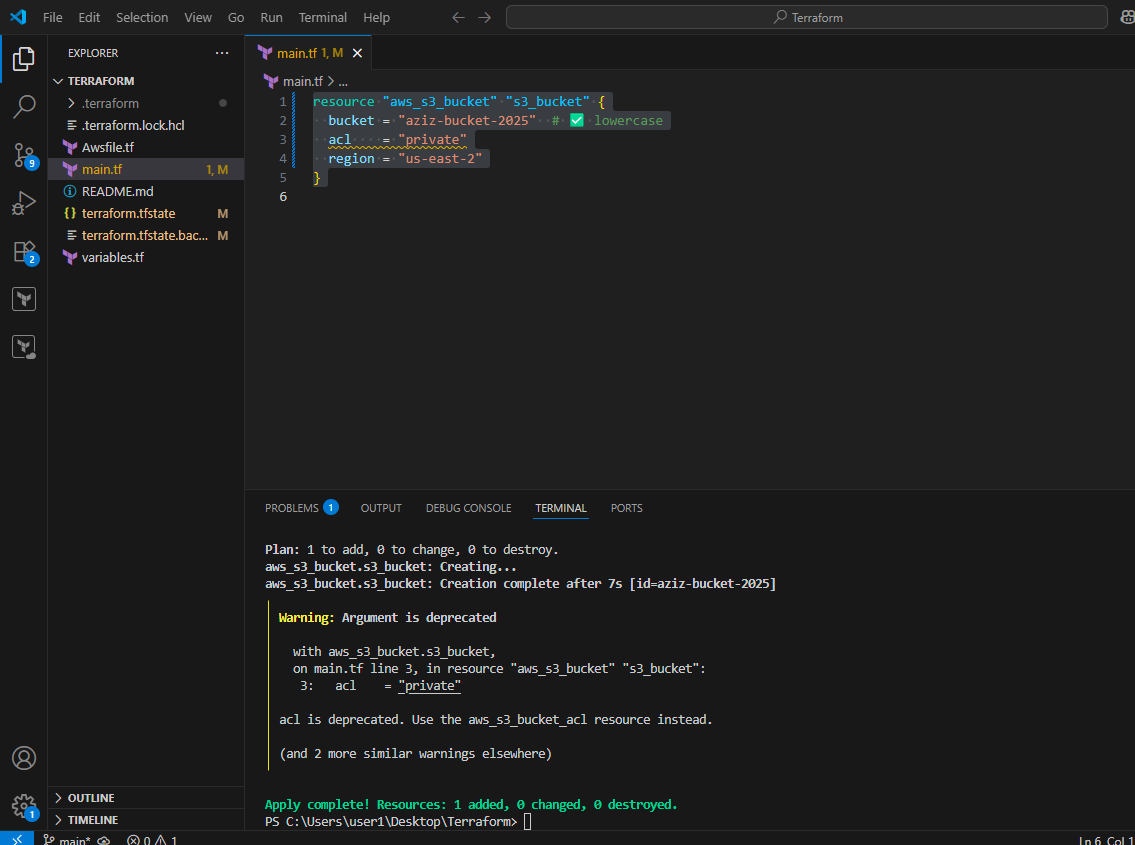 File Edit Selection View Go Run Terminal Help
Terraform
EXPLORER
main.tf 1, M
TERRAFORM
main.tf > ...
.terraform
.terraform.lock.hcl
Awsfile.tf
main.tf 1, M
README.md
terraform.tfstate M
terraform.tfstate.bac... M
variables.tf
9
2
1 resource "aws_s3_bucket" "s3_bucket" {
2 bucket = "aziz-bucket-2025" # ✅ lowercase
3 acl = "private"
4 region = "us-east-2"
5 }
6
PROBLEMS 1 OUTPUT DEBUG CONSOLE TERMINAL PORTS
Plan: 1 to add, 0 to change, 0 to destroy.
aws_s3_bucket.s3_bucket: Creating...
aws_s3_bucket.s3_bucket: Creation complete after 7s [id=aziz-bucket-2025]
Warning: Argument is deprecated
with aws_s3_bucket.s3_bucket,
on main.tf line 3, in resource "aws_s3_bucket" "s3_bucket":
3: acl = "private"
acl is deprecated. Use the aws_s3_bucket_acl resource instead.
(and 2 more similar warnings elsewhere)
Apply complete! Resources: 1 added, 0 changed, 0 destroyed.
PS C:\Users\user1\Desktop\Terraform>
OUTLINE
TIMELINE
1
main* 0 1
Ln 6, Col 1